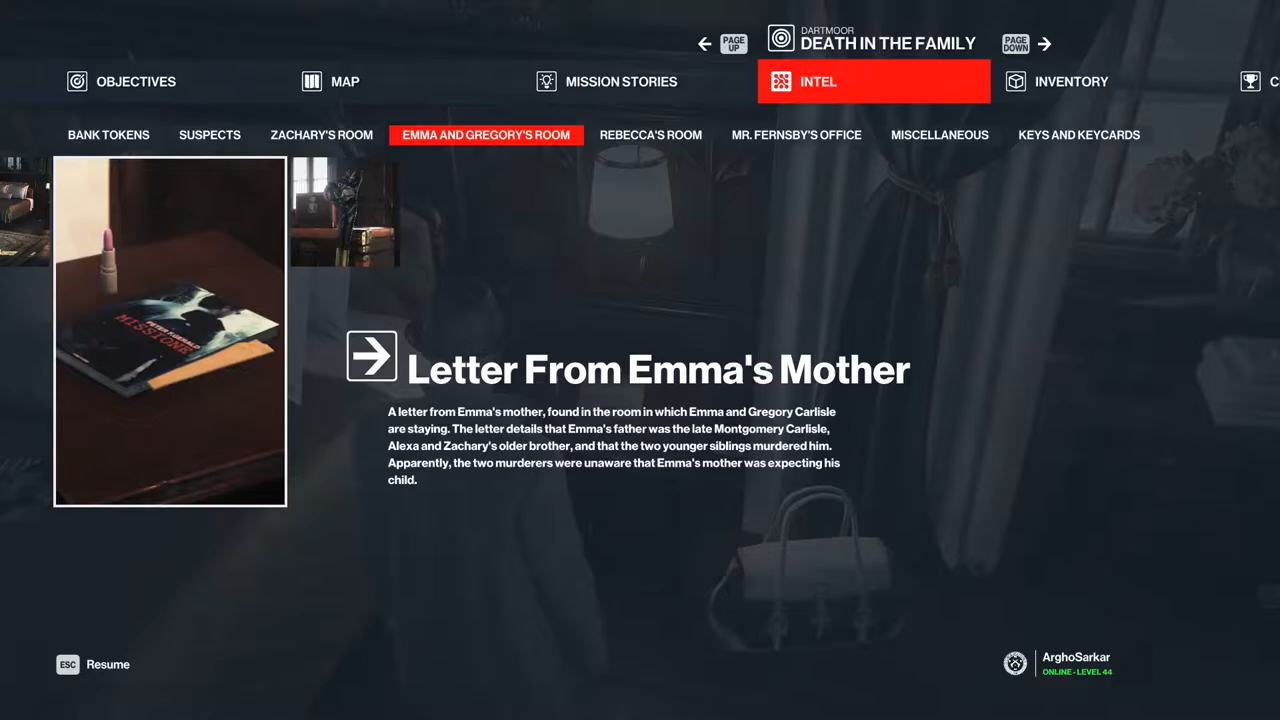 DARTMOOR
PAGE UP
DEATH IN THE FAMILY
PAGE DOWN
OBJECTIVES
MAP
MISSION STORIES
INTEL
INVENTORY
C
BANK TOKENS
SUSPECTS
ZACHARY'S ROOM
EMMA AND GREGORY'S ROOM
REBECCA'S ROOM
MR. FERNSBY'S OFFICE
MISCELLANEOUS
KEYS AND KEYCARDS
MISSIONE
Letter From Emma's Mother
A letter from Emma's mother, found in the room in which Emma and Gregory Carlisle
are staying. The letter details that Emma's father was the late Montgomery Carlisle,
Alexa and Zachary's older brother, and that the two younger siblings murdered him.
Apparently, the two murderers were unaware that Emma's mother was expecting his
child.
ESC
Resume
ArghoSarkar
ONLINE - LEVEL 44